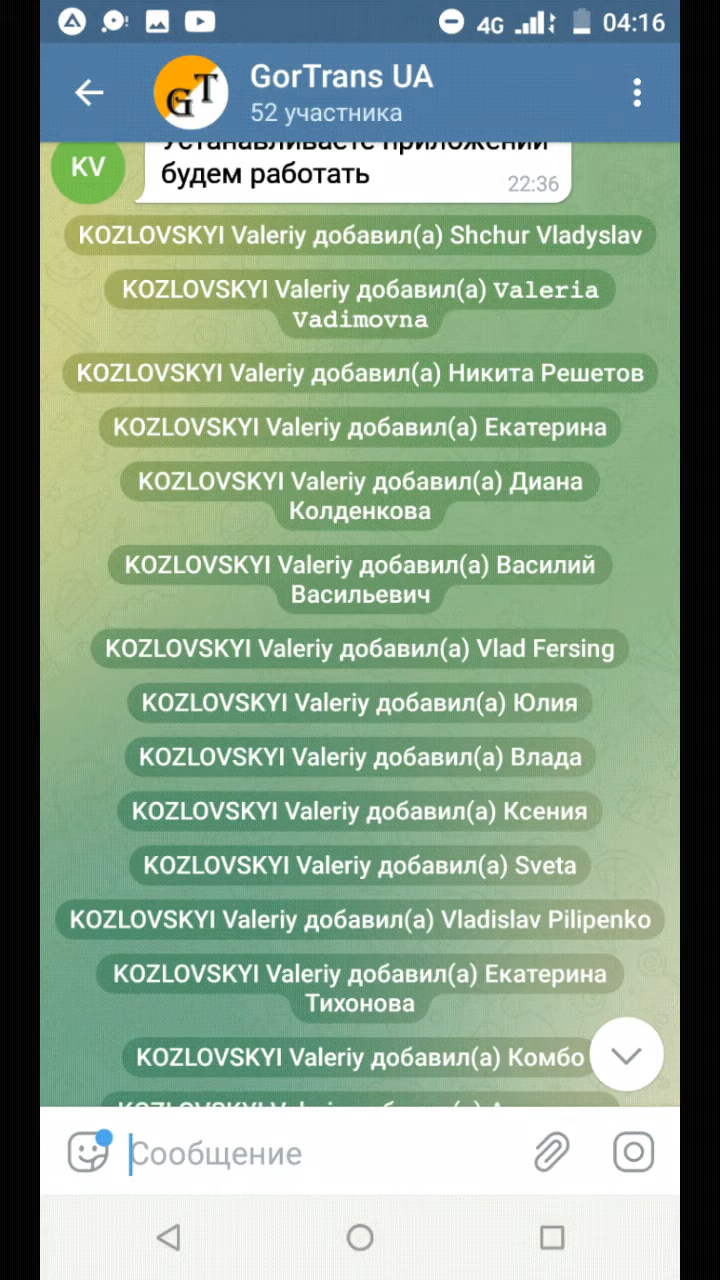 4G 04:16
GorTrans UA
52 участника
GT
Устанавливаете приложений
KV
будем работать
22:36
KOZLOVSKYI Valeriy добавил(а) Shchur Vladyslav
KOZLOVSKYI Valeriy добавил(а) Valeria
Vadimovna
KOZLOVSKYI Valeriy добавил(а) Никита Решетов
KOZLOVSKYI Valeriy добавил(а) Екатерина
KOZLOVSKYI Valeriy добавил(а) Диана
Колденкова
KOZLOVSKYI Valeriy добавил(а) Василий
Васильевич
KOZLOVSKYI Valeriy добавил(а) Vlad Fersing
KOZLOVSKYI Valeriy добавил(а) Юлия
KOZLOVSKYI Valeriy добавил(а) Влада
KOZLOVSKYI Valeriy добавил(а) Ксения
KOZLOVSKYI Valeriy добавил(а) Sveta
KOZLOVSKYI Valeriy добавил(а) Vladislav Pilipenko
KOZLOVSKYI Valeriy добавил(а) Екатерина
Тихонова
KOZLOVSKYI Valeriy добавил(а) Комбо
Сообщение